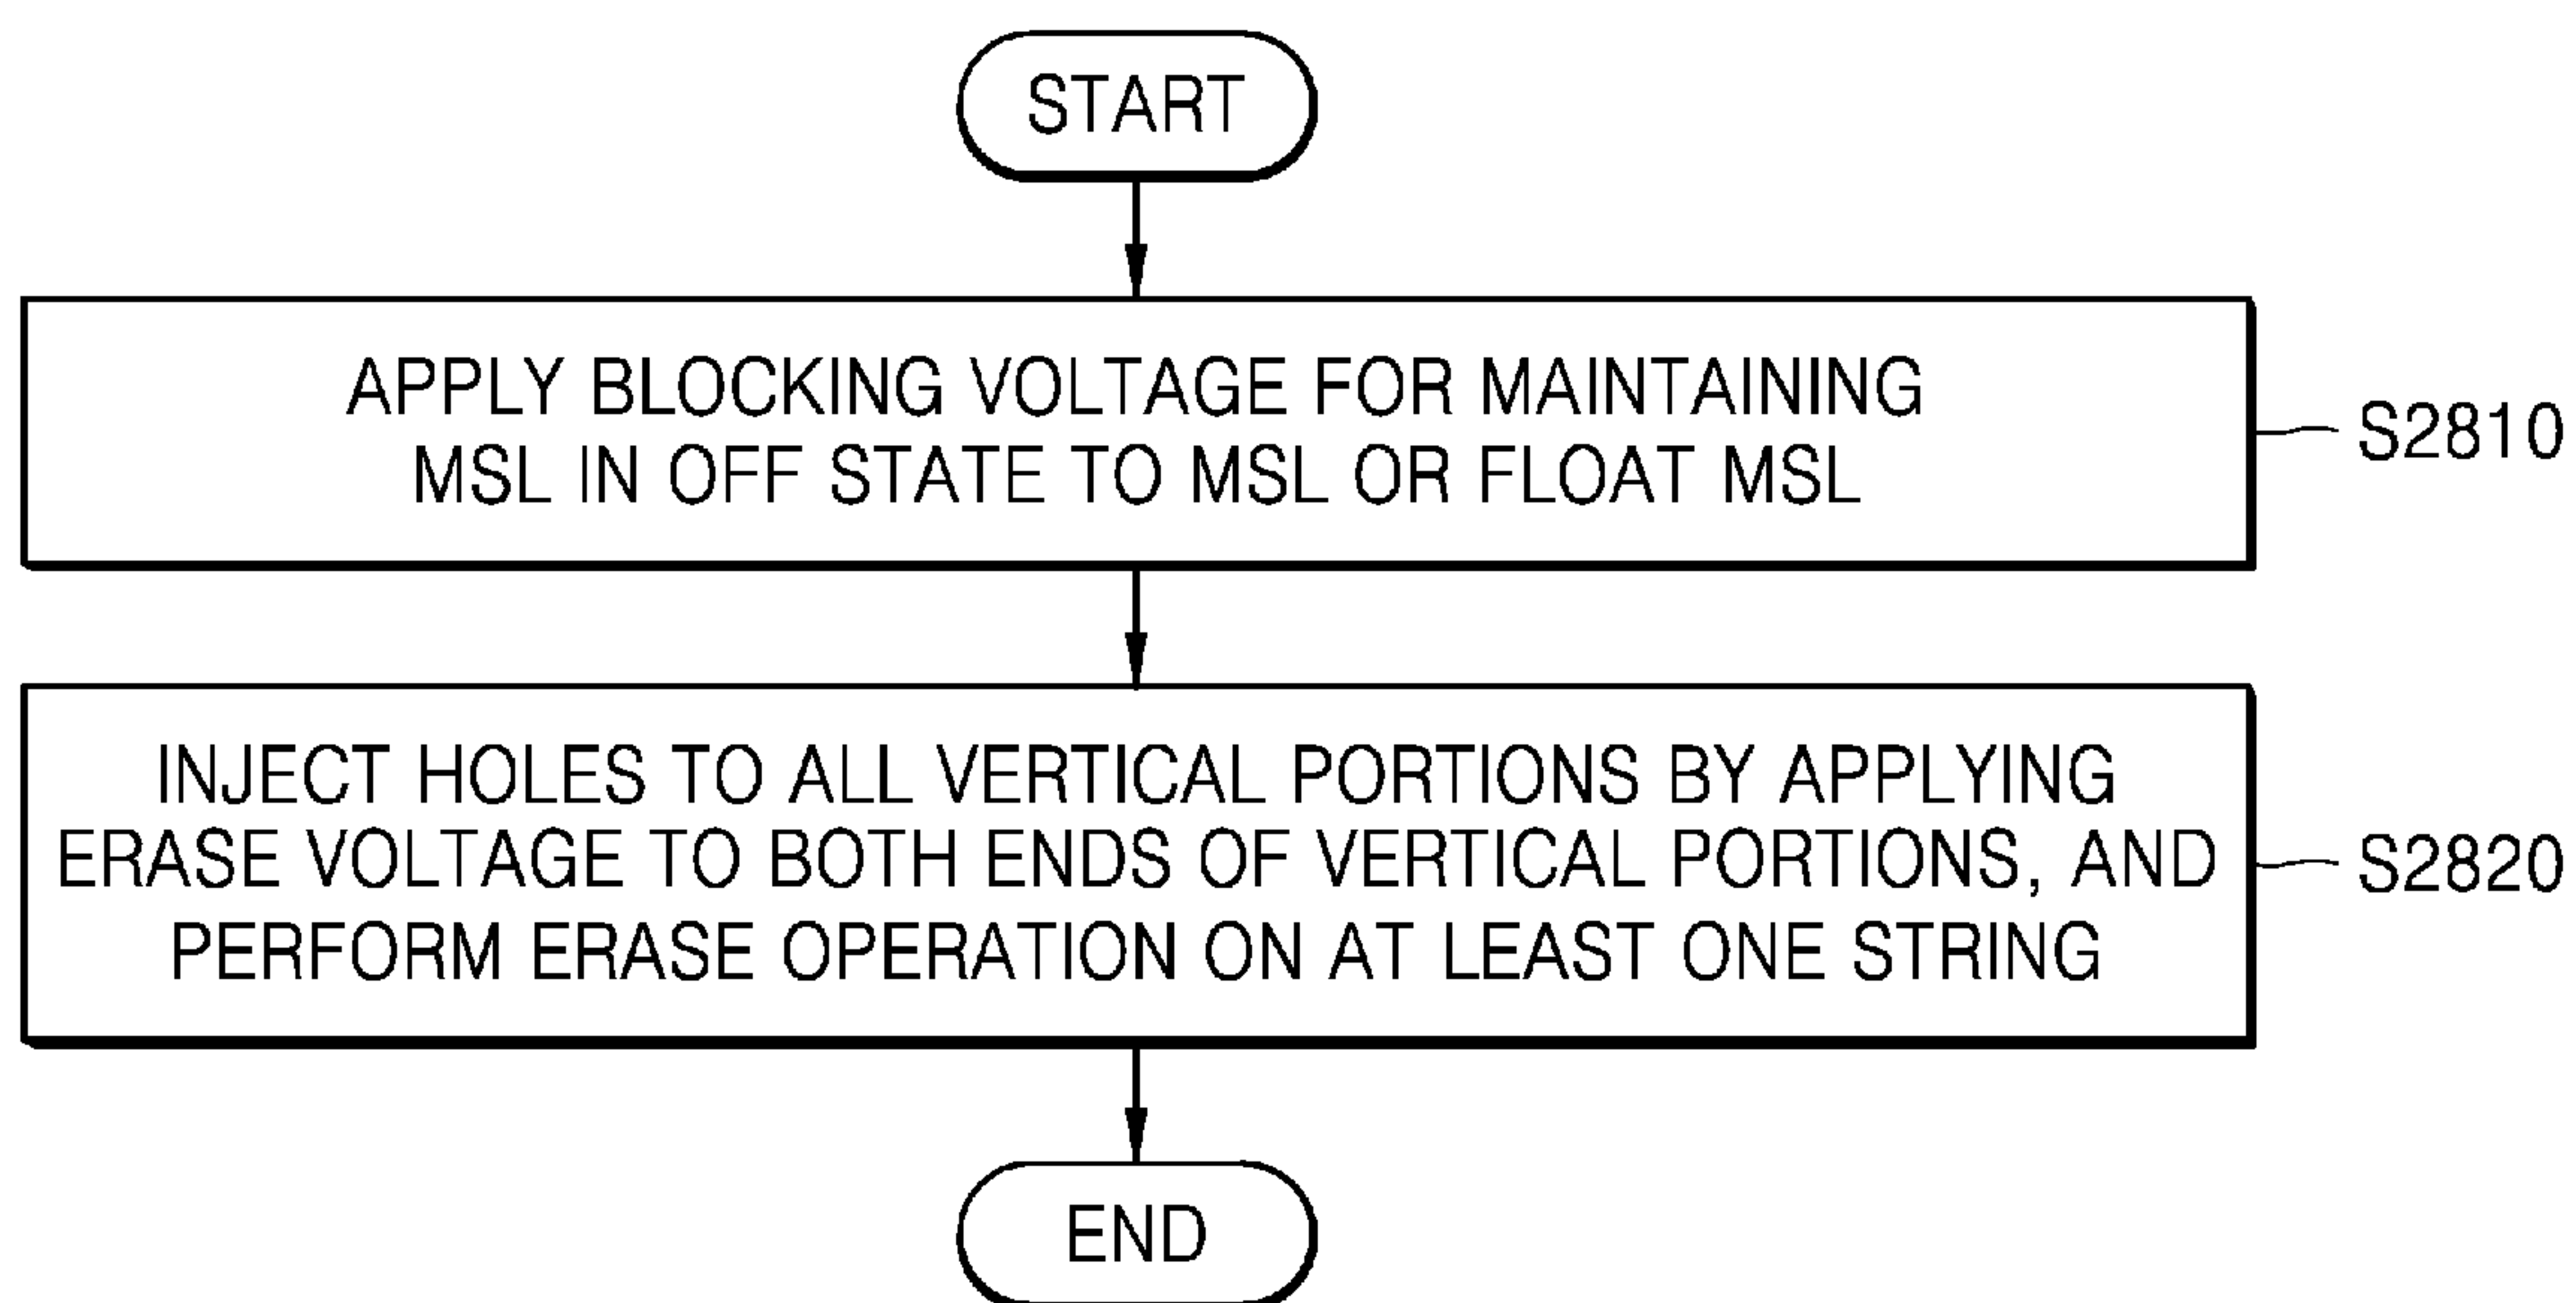 START
APPLY BLOCKING VOLTAGE FOR MAINTAINING
MSL IN OFF STATE TO MSL OR FLOAT MSL
S2810
INJECT HOLES TO ALL VERTICAL PORTIONS BY APPLYING
ERASE VOLTAGE TO BOTH ENDS OF VERTICAL PORTIONS, AND
PERFORM ERASE OPERATION ON AT LEAST ONE STRING
S2820
END